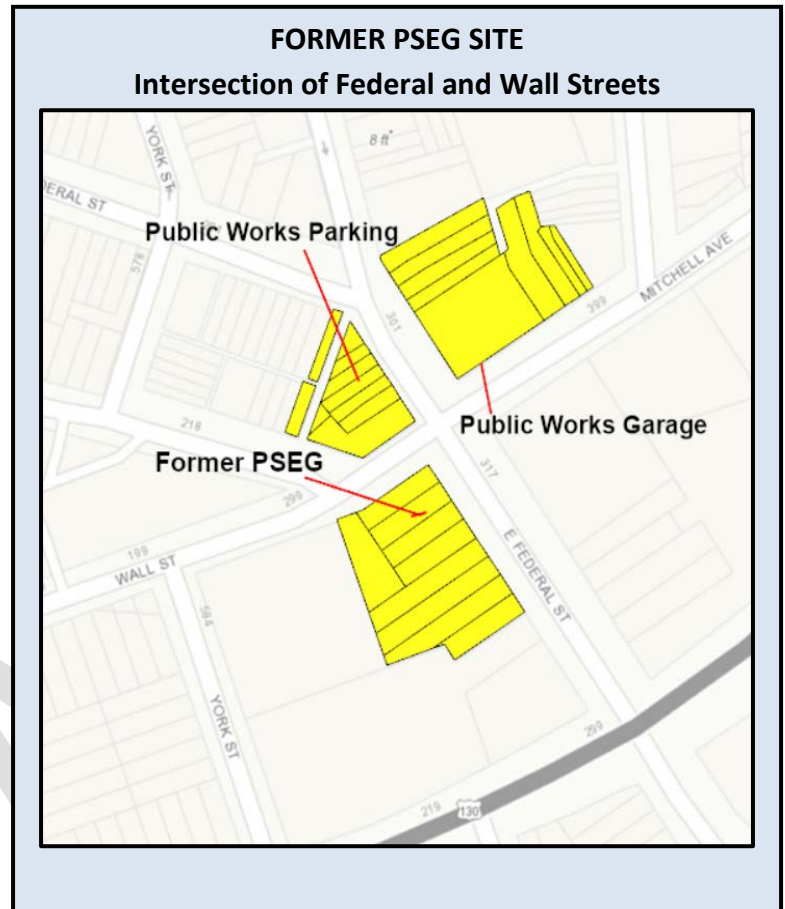 FORMER PSEG SITE
Intersection of Federal and Wall Streets
YORK ST
8 ft
ERAL ST
Public Works Parking
578
301
399
MITCHELL AVE
218
Public Works Garage
Former PSEG
317
299
199
WALL ST
E FEDERAL ST
584
YORK ST
299
219
130